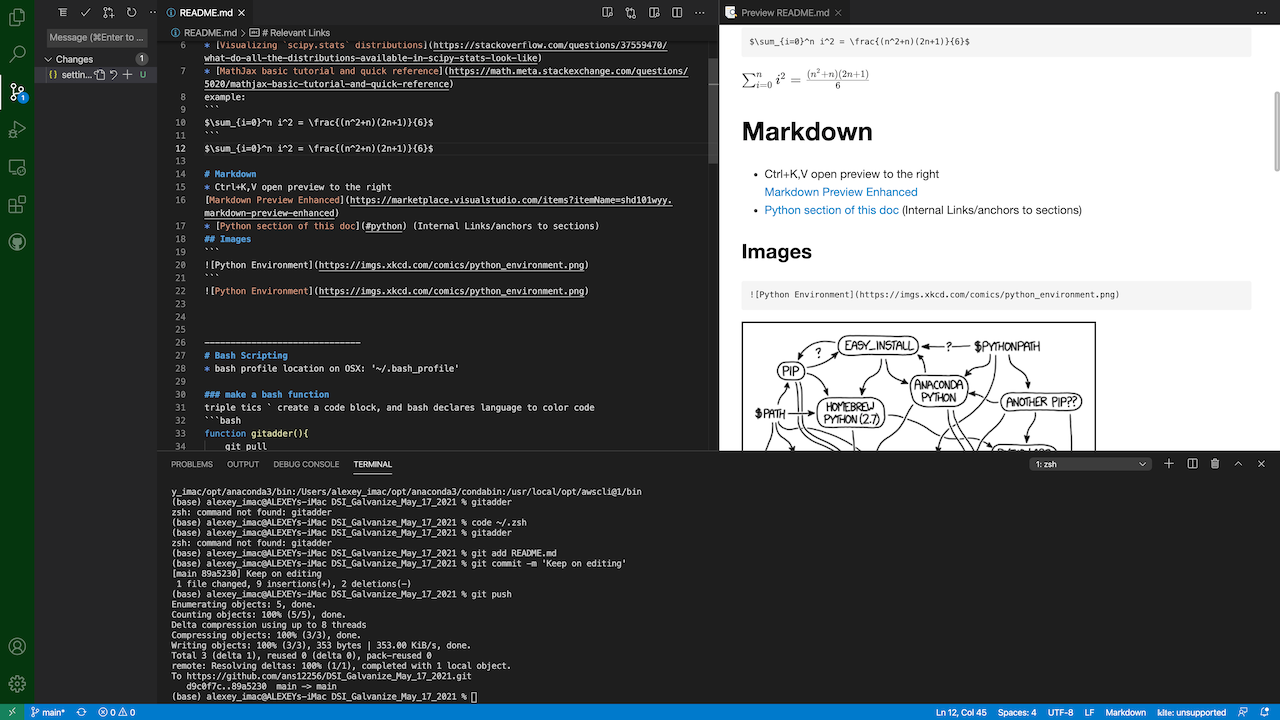 README.md
Preview README.md
README.md > # Relevant Links
Message (⌘Enter to ...
Changes
1
settin...
U
1
6 * [Visualizing `scipy.stats` distributions](https://stackoverflow.com/questions/37559470/
what-do-all-the-distributions-available-in-scipy-stats-look-like)
7 * [MathJax basic tutorial and quick reference](https://math.meta.stackexchange.com/questions/
5020/mathjax-basic-tutorial-and-quick-reference)
8 example:
9 ```
10 $\sum_{i=0}^n i^2 = \frac{(n^2+n)(2n+1)}{6}$
11 ```
12 $\sum_{i=0}^n i^2 = \frac{(n^2+n)(2n+1)}{6}$
13
14 # Markdown
15 * Ctrl+K,V open preview to the right
16 [Markdown Preview Enhanced](https://marketplace.visualstudio.com/items?itemName=shd101wyy.
markdown-preview-enhanced)
17 * [Python section of this doc](#python) (Internal Links/anchors to sections)
18 ## Images
19 ```
20 ![Python Environment](https://imgs.xkcd.com/comics/python_environment.png)
21 ```
22 ![Python Environment](https://imgs.xkcd.com/comics/python_environment.png)
23
24
25
26 ------------------------------
27 # Bash Scripting
28 * bash profile location on OSX: '~/.bash_profile'
29
30 ### make a bash function
31 triple tics ` create a code block, and bash declares language to color code
32 ```bash
33 function gitadder(){
34 git pull
$\sum_{i=0}^n i^2 = \frac{(n^2+n)(2n+1)}{6}$
∑ⁿᵢ₌₀ i² = (n²+n)(2n+1)/6
Markdown
• Ctrl+K,V open preview to the right
Markdown Preview Enhanced
• Python section of this doc (Internal Links/anchors to sections)
Images
![Python Environment](https://imgs.xkcd.com/comics/python_environment.png)
EASY_INSTALL
?
$PYTHONPATH
?
PIP
ANACONDA
PYTHON
ANOTHER PIP??
$PATH
HOMEBREW
PYTHON (2.7)
PROBLEMS OUTPUT DEBUG CONSOLE TERMINAL
1: zsh
y_imac/opt/anaconda3/bin:/Users/alexey_imac/opt/anaconda3/condabin:/usr/local/opt/awscli@1/bin
(base) alexey_imac@ALEXEYs-iMac DSI_Galvanize_May_17_2021 % gitadder
zsh: command not found: gitadder
(base) alexey_imac@ALEXEYs-iMac DSI_Galvanize_May_17_2021 % code ~/.zsh
(base) alexey_imac@ALEXEYs-iMac DSI_Galvanize_May_17_2021 % gitadder
zsh: command not found: gitadder
(base) alexey_imac@ALEXEYs-iMac DSI_Galvanize_May_17_2021 % git add README.md
(base) alexey_imac@ALEXEYs-iMac DSI_Galvanize_May_17_2021 % git commit -m 'Keep on editing'
[main 89a5230] Keep on editing
1 file changed, 9 insertions(+), 2 deletions(-)
(base) alexey_imac@ALEXEYs-iMac DSI_Galvanize_May_17_2021 % git push
Enumerating objects: 5, done.
Counting objects: 100% (5/5), done.
Delta compression using up to 8 threads
Compressing objects: 100% (3/3), done.
Writing objects: 100% (3/3), 353 bytes | 353.00 KiB/s, done.
Total 3 (delta 1), reused 0 (delta 0), pack-reused 0
remote: Resolving deltas: 100% (1/1), completed with 1 local object.
To https://github.com/ans12256/DSI_Galvanize_May_17_2021.git
d9c0f7c..89a5230 main -> main
(base) alexey_imac@ALEXEYs-iMac DSI_Galvanize_May_17_2021 %
main* 0 0 Ln 12, Col 45 Spaces: 4 UTF-8 LF Markdown kite: unsupported